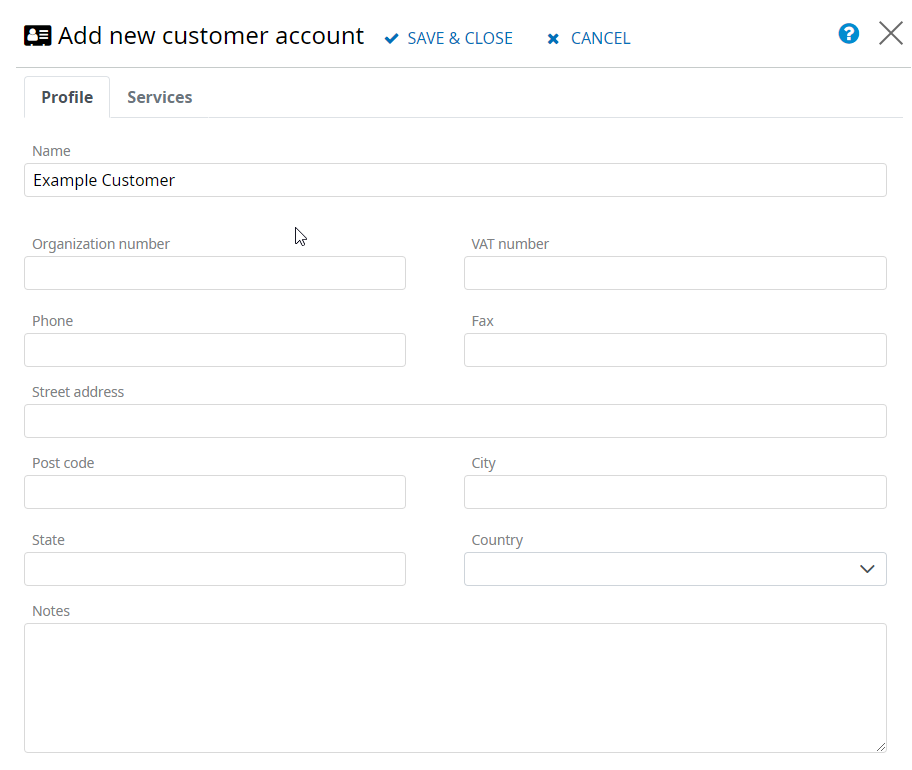 Add new customer account SAVE & CLOSE CANCEL ?
Profile Services
Name
Example Customer
Organization number VAT number
Phone Fax
Street address
Post code City
State Country
Notes